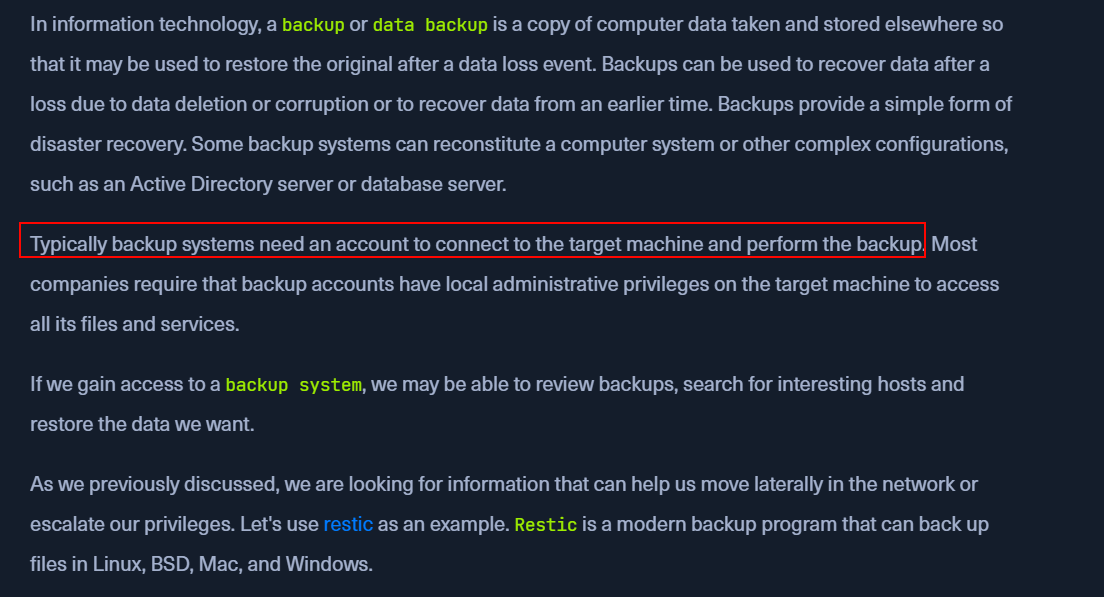 In information technology, a backup or data backup is a copy of computer data taken and stored elsewhere so
that it may be used to restore the original after a data loss event. Backups can be used to recover data after a
loss due to data deletion or corruption or to recover data from an earlier time. Backups provide a simple form of
disaster recovery. Some backup systems can reconstitute a computer system or other complex configurations,
such as an Active Directory server or database server.
Typically backup systems need an account to connect to the target machine and perform the backup. Most
companies require that backup accounts have local administrative privileges on the target machine to access
all its files and services.
If we gain access to a backup system, we may be able to review backups, search for interesting hosts and
restore the data we want.
As we previously discussed, we are looking for information that can help us move laterally in the network or
escalate our privileges. Let's use restic as an example. Restic is a modern backup program that can back up
files in Linux, BSD, Mac, and Windows.